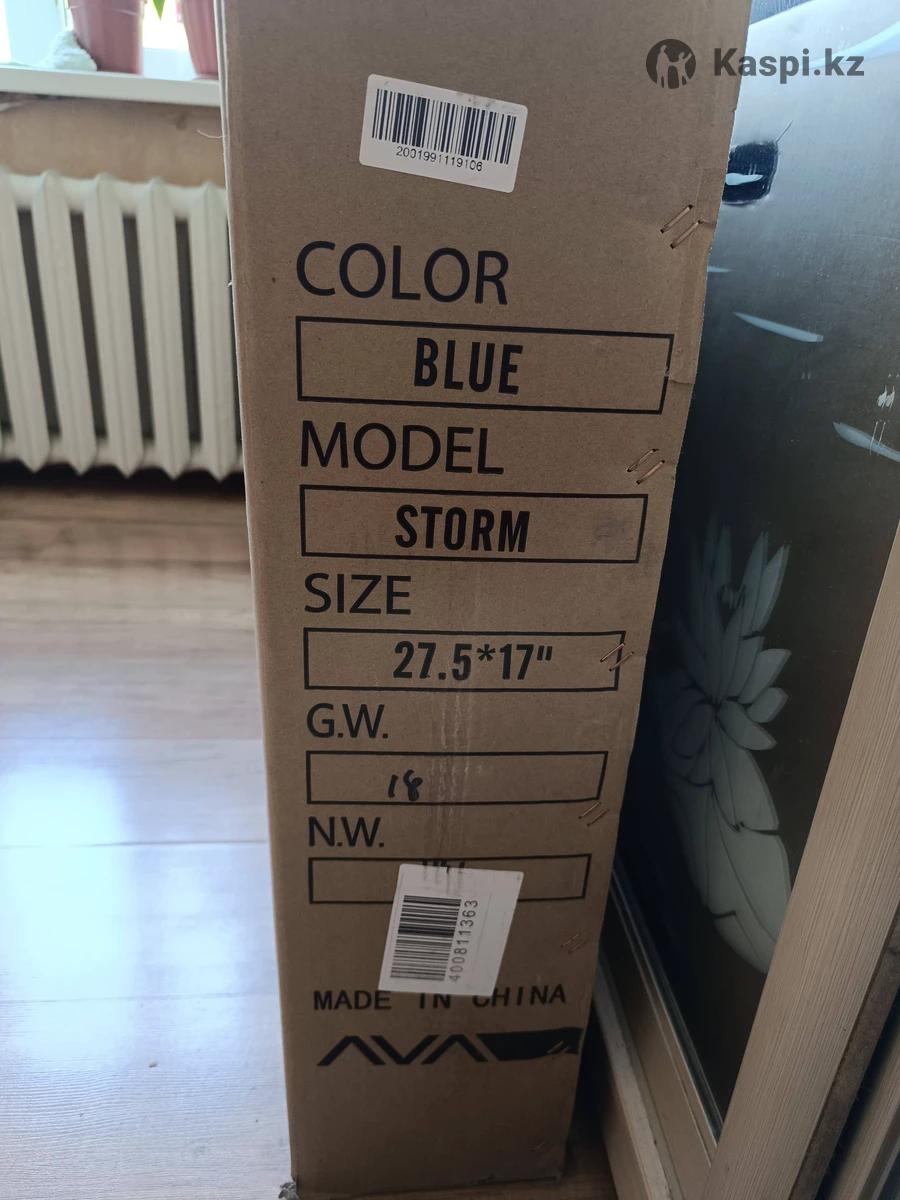 Kaspi.kz
2001991119106
COLOR
BLUE
MODEL
STORM
SIZE
27.5*17"
G.W.
18
N.W.
400811363
MADE IN CHINA
AVA